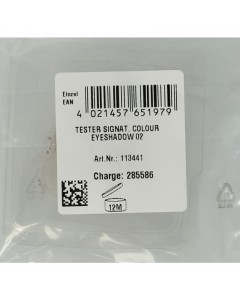 Einzel
EAN
4 021457 651979
TESTER SIGNAT. COLOUR
EYESHADOW 02
Art.Nr.: 113441
Charge: 285586
12M